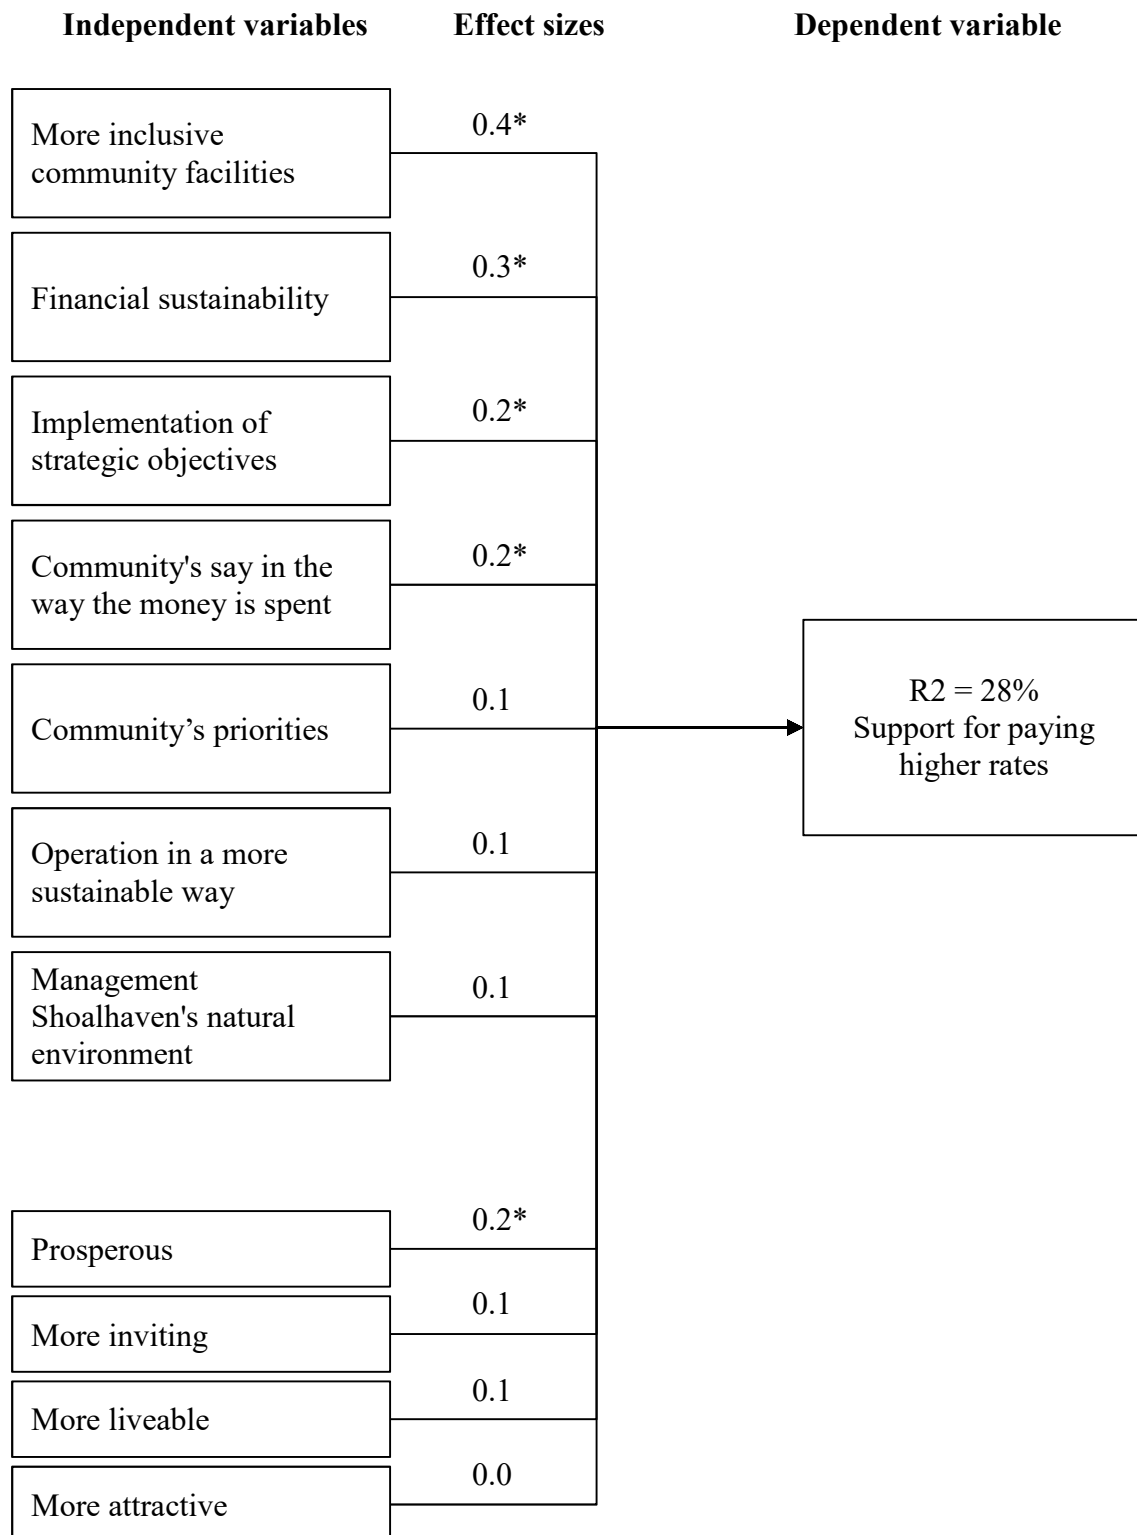 Independent variables Effect sizes Dependent variable
More inclusive
community facilities
0.4*
Financial sustainability
0.3*
Implementation of
strategic objectives
0.2*
Community's say in the
way the money is spent
0.2*
Community’s priorities
0.1
Operation in a more
sustainable way
0.1
Management
Shoalhaven's natural
environment
0.1
Prosperous
0.2*
More inviting
0.1
More liveable
0.1
More attractive
0.0
R2 = 28%
Support for paying
higher rates